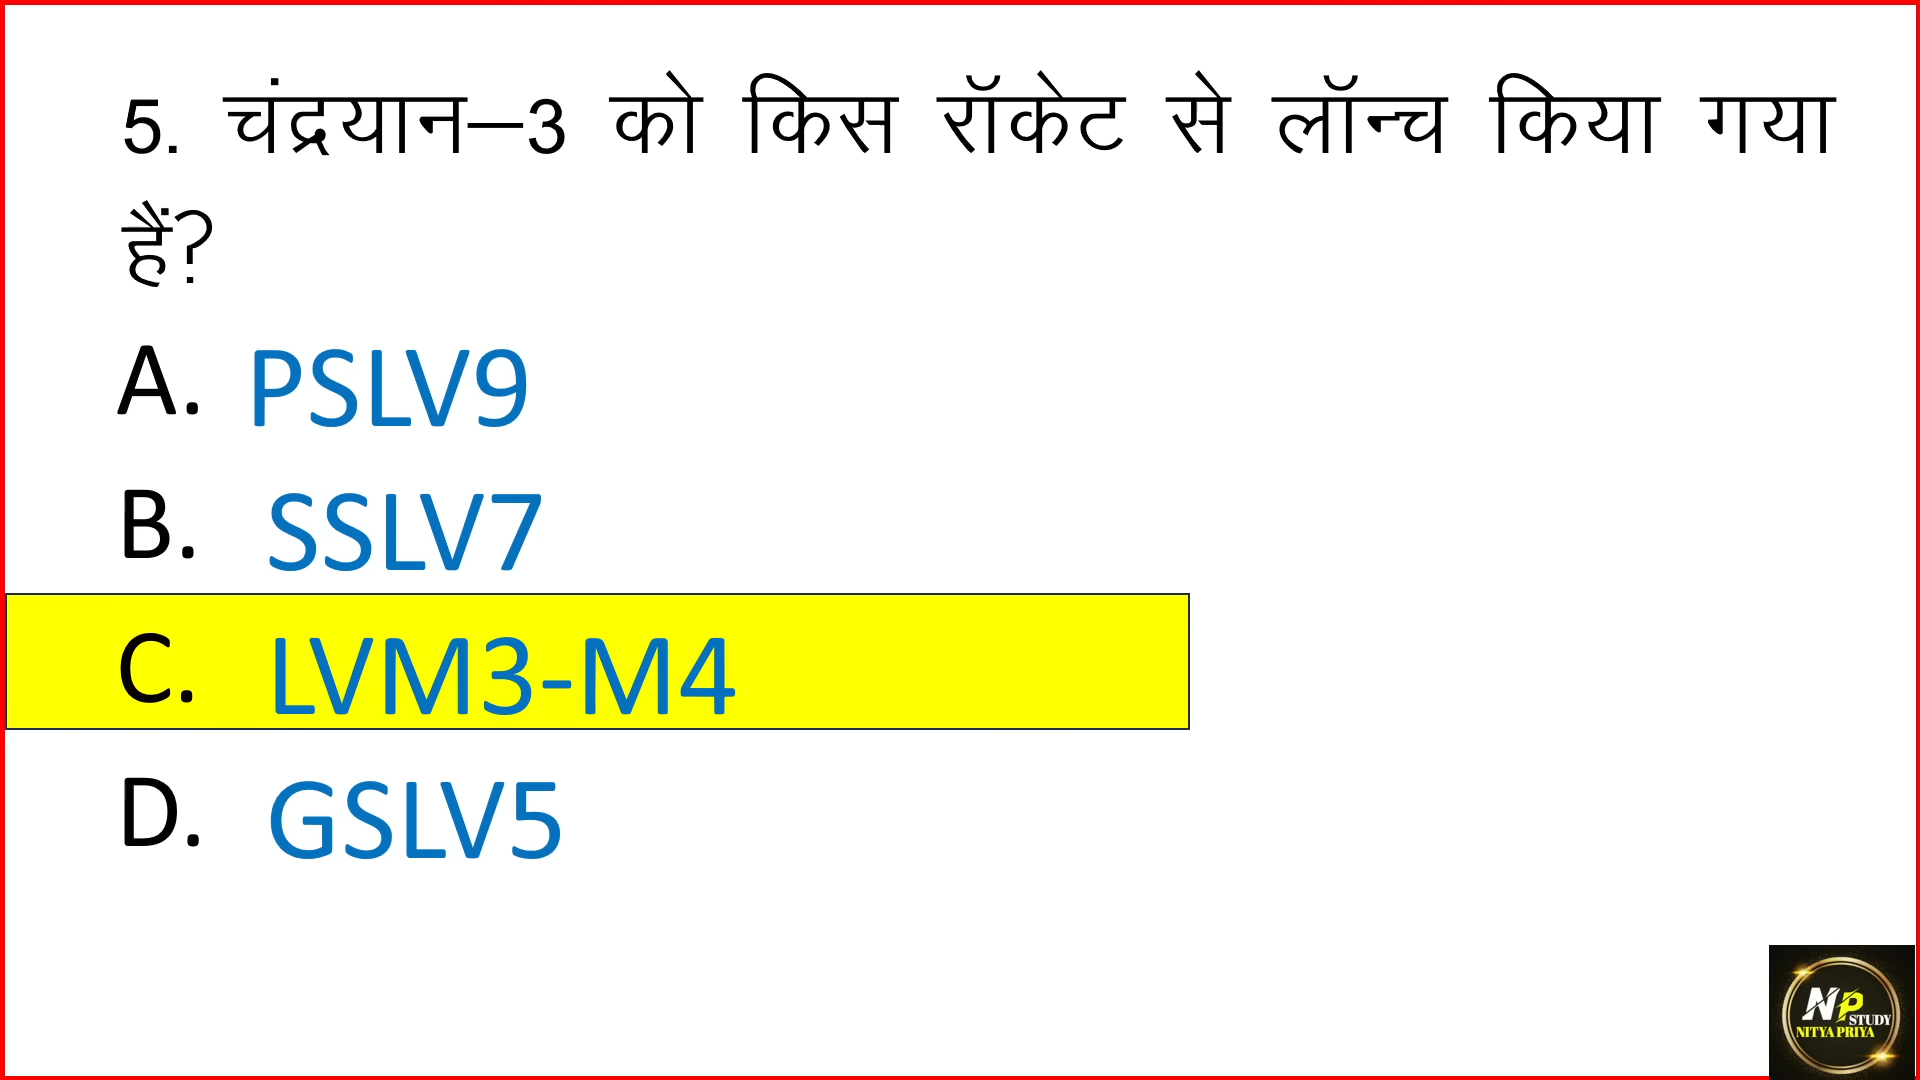 5. चंद्रयान–3 को किस रॉकेट से लॉन्च किया गया
हैं?
A. PSLV9
B. SSLV7
C. LVM3-M4
D. GSLV5
NP
STUDY
NITYA PRIYA